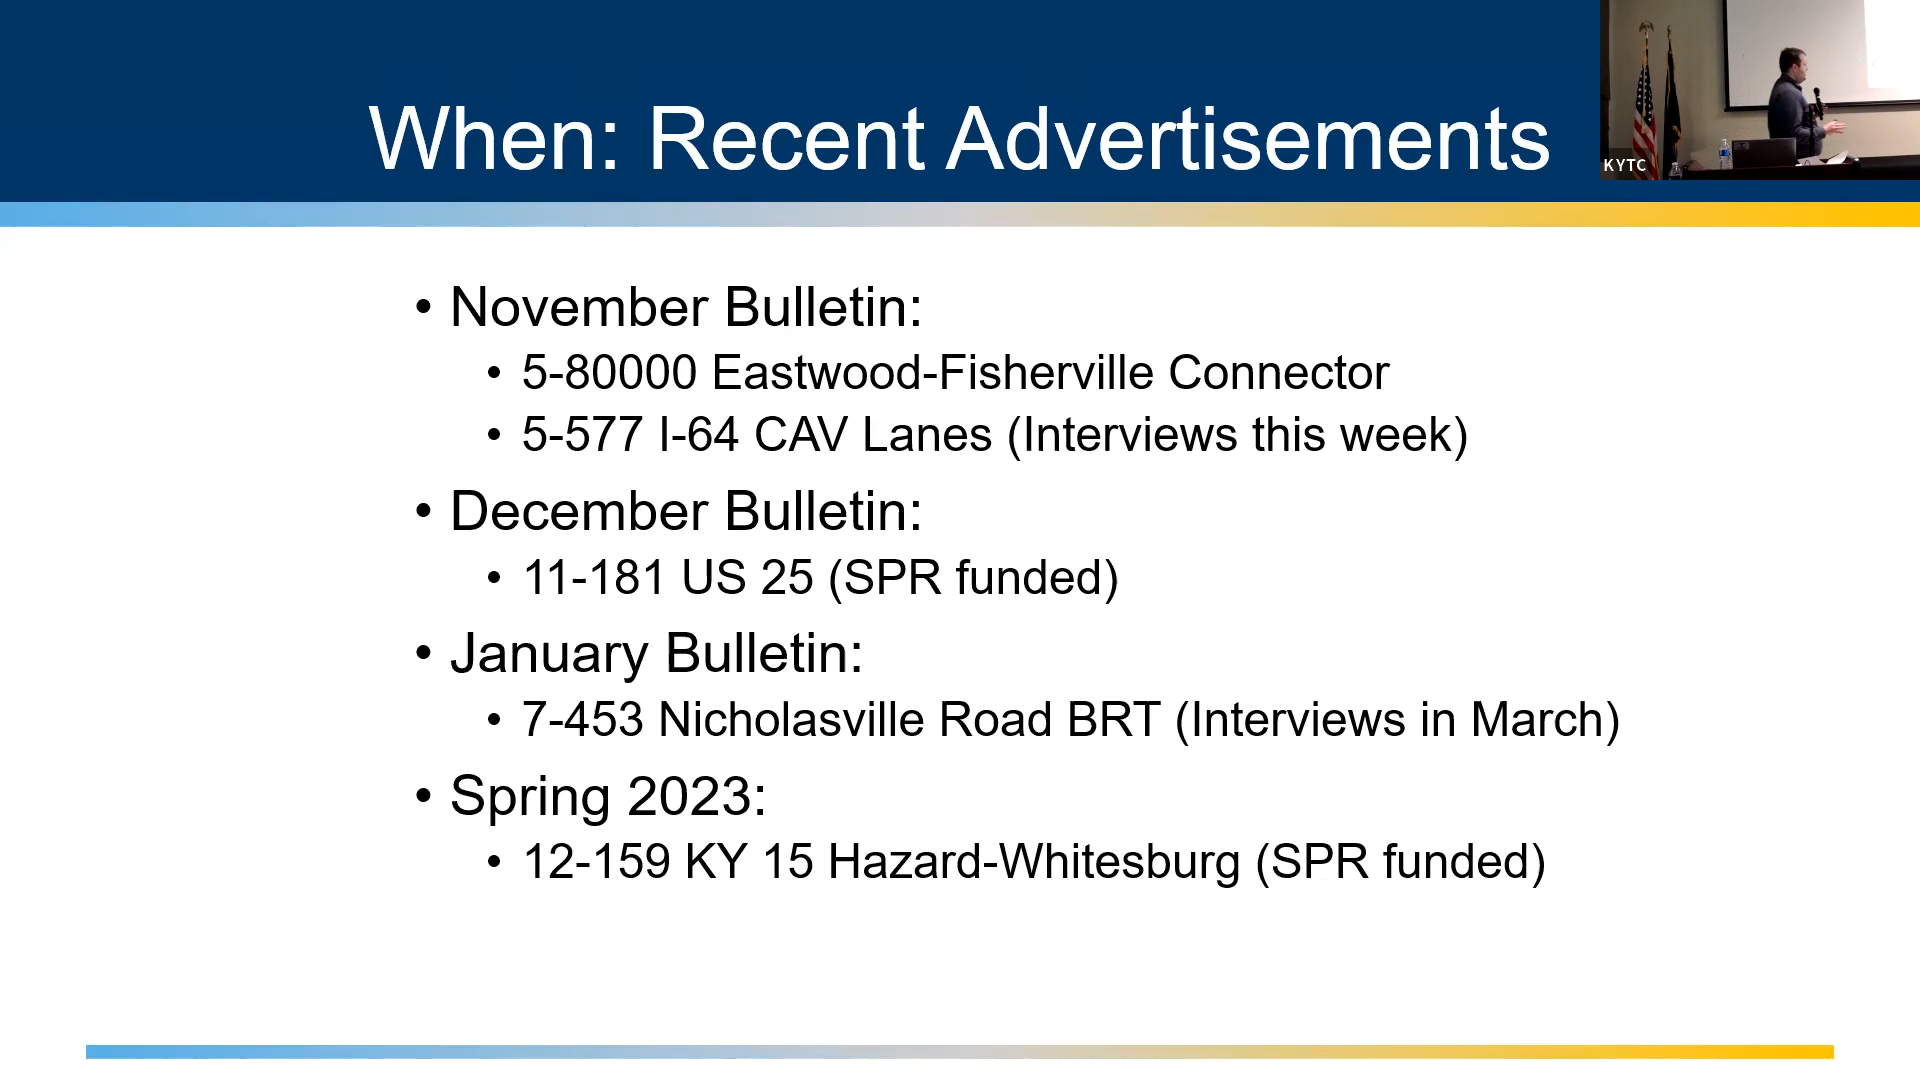 When: Recent Advertisements
KYTC
• November Bulletin:
• 5-80000 Eastwood-Fisherville Connector
• 5-577 I-64 CAV Lanes (Interviews this week)
• December Bulletin:
• 11-181 US 25 (SPR funded)
• January Bulletin:
• 7-453 Nicholasville Road BRT (Interviews in March)
• Spring 2023:
• 12-159 KY 15 Hazard-Whitesburg (SPR funded)